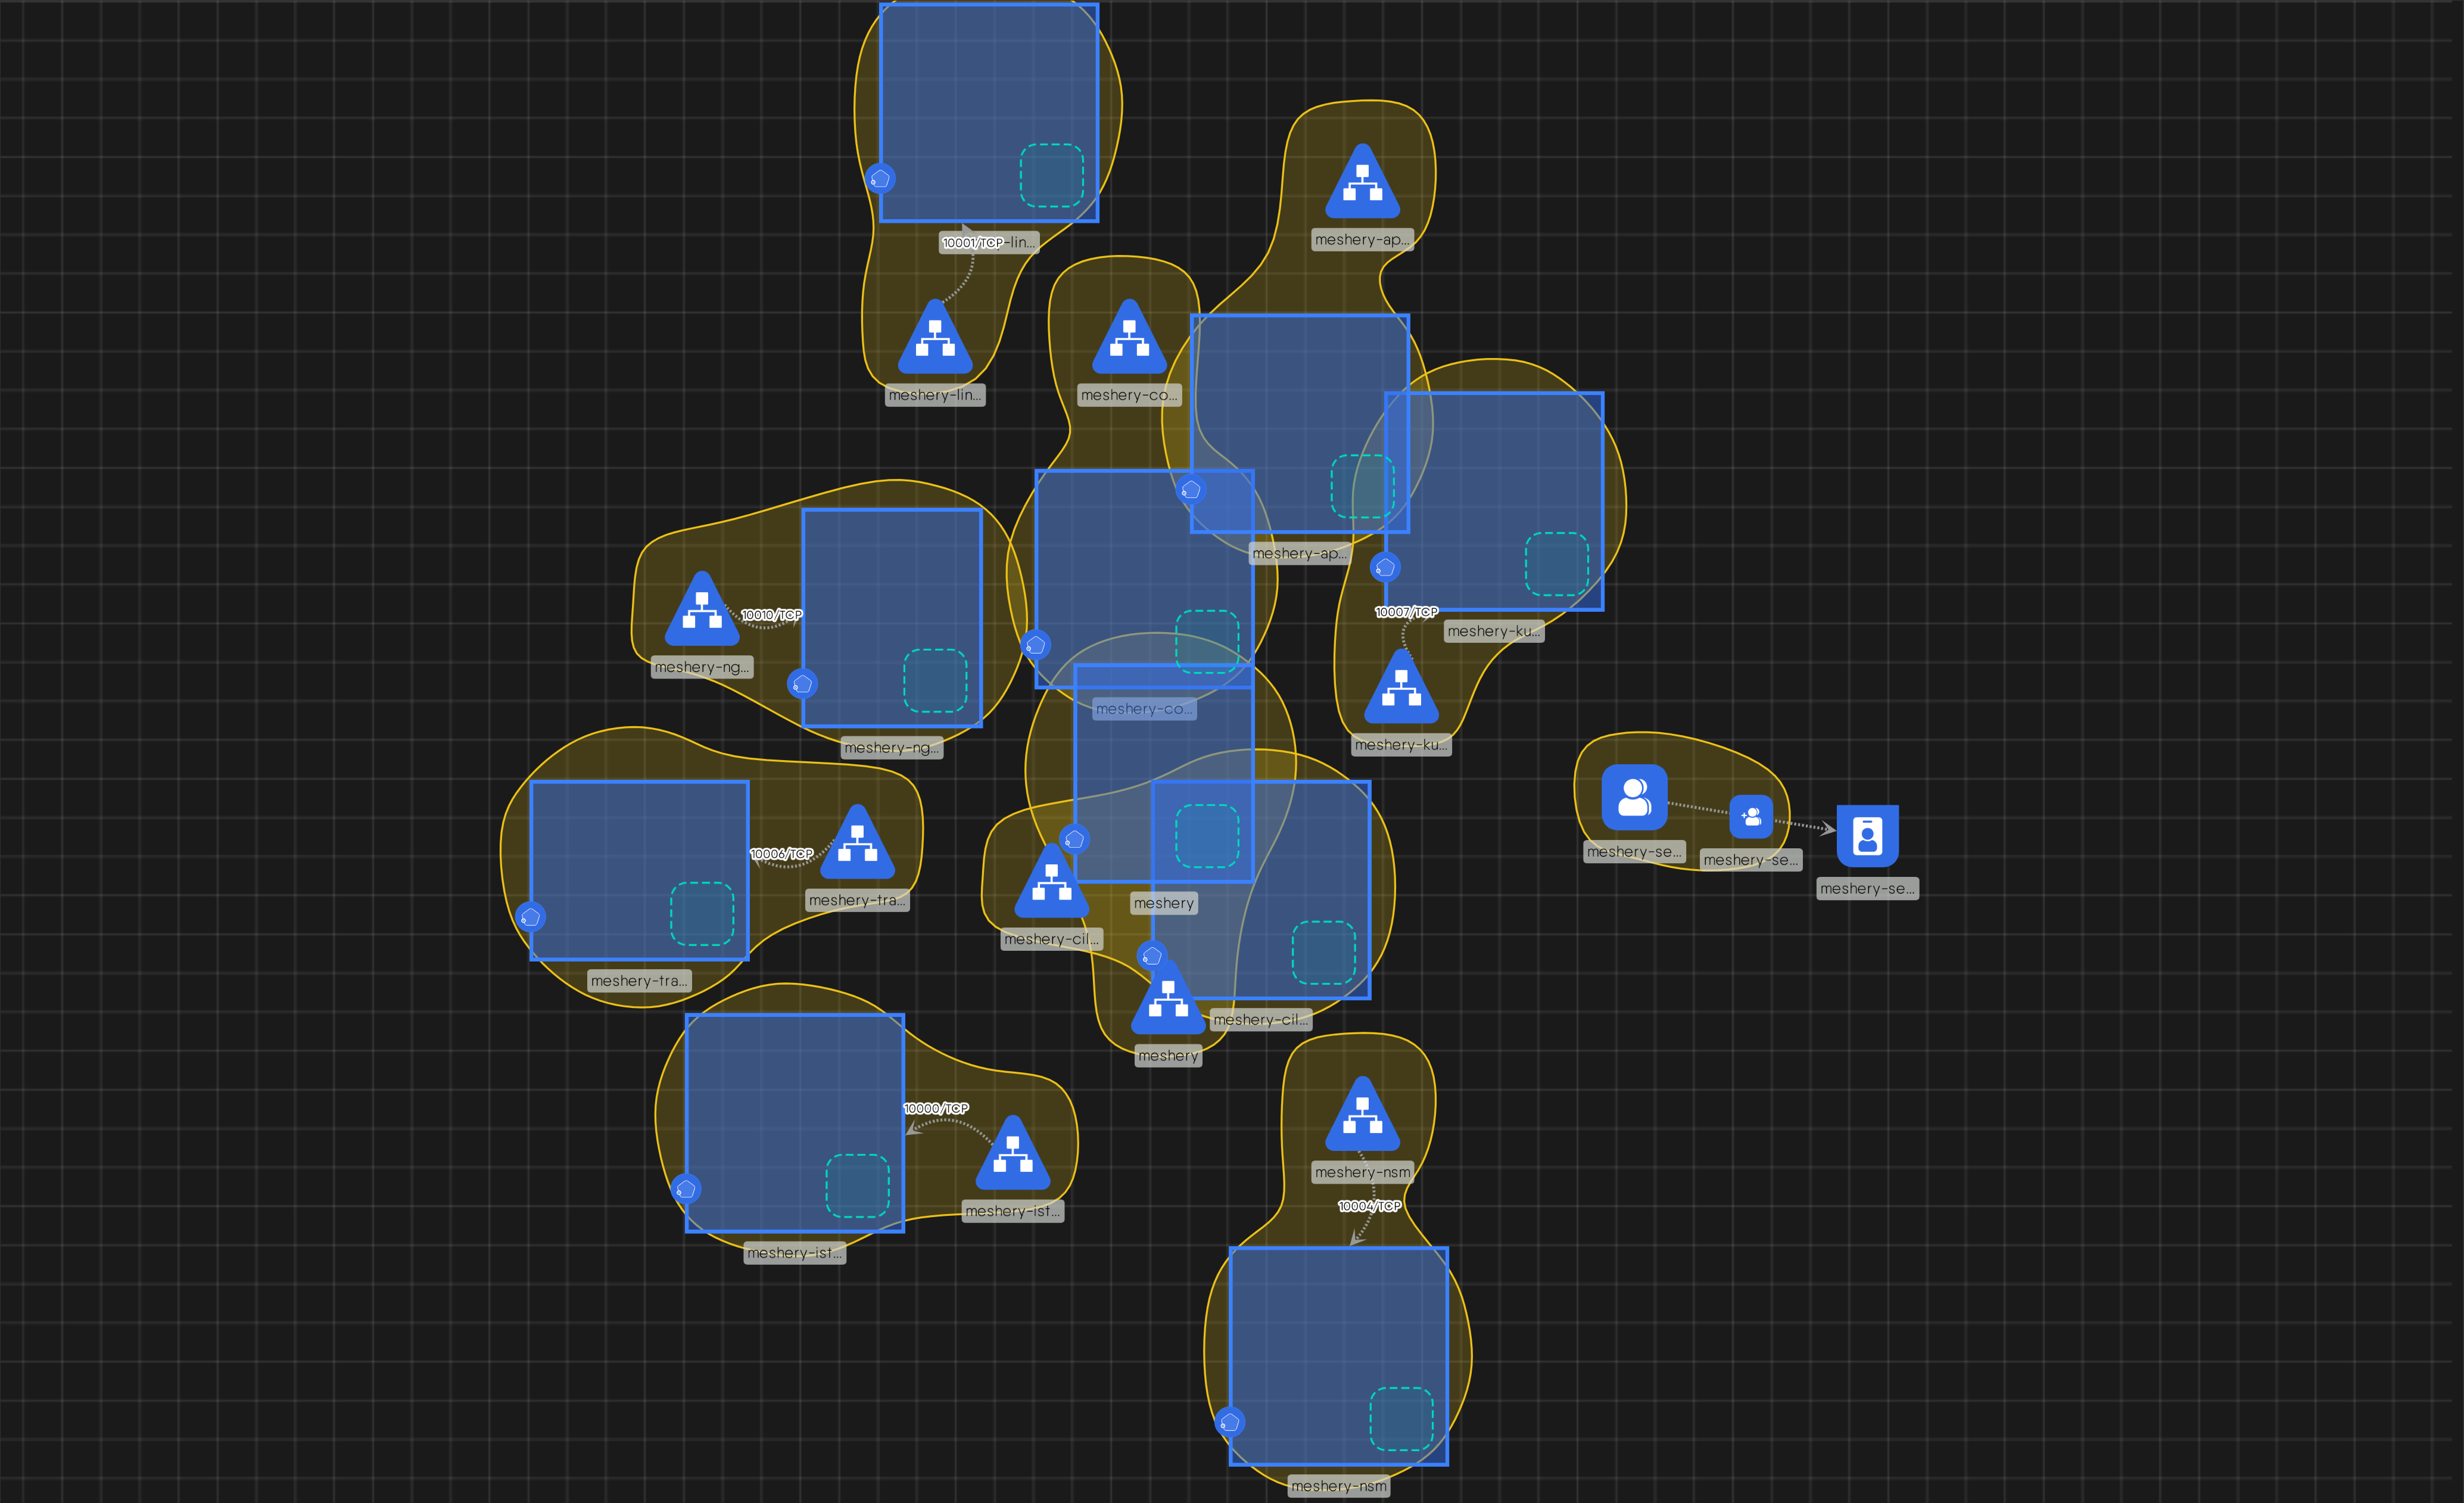 meshery-ap...
10001/TCP
-lin...
meshery-lin...
meshery-co...
meshery-ap...
10010/TCP
10007/TCP
meshery-ku...
meshery-ng...
meshery-co...
meshery-ng...
meshery-ku...
10006/TCP
meshery-se...
meshery-se...
meshery-se...
meshery-tra...
meshery
meshery-cil...
meshery-tra...
meshery-cil...
meshery
10000/TCP
meshery-nsm
10004/TCP
meshery-ist...
meshery-ist...
meshery-nsm